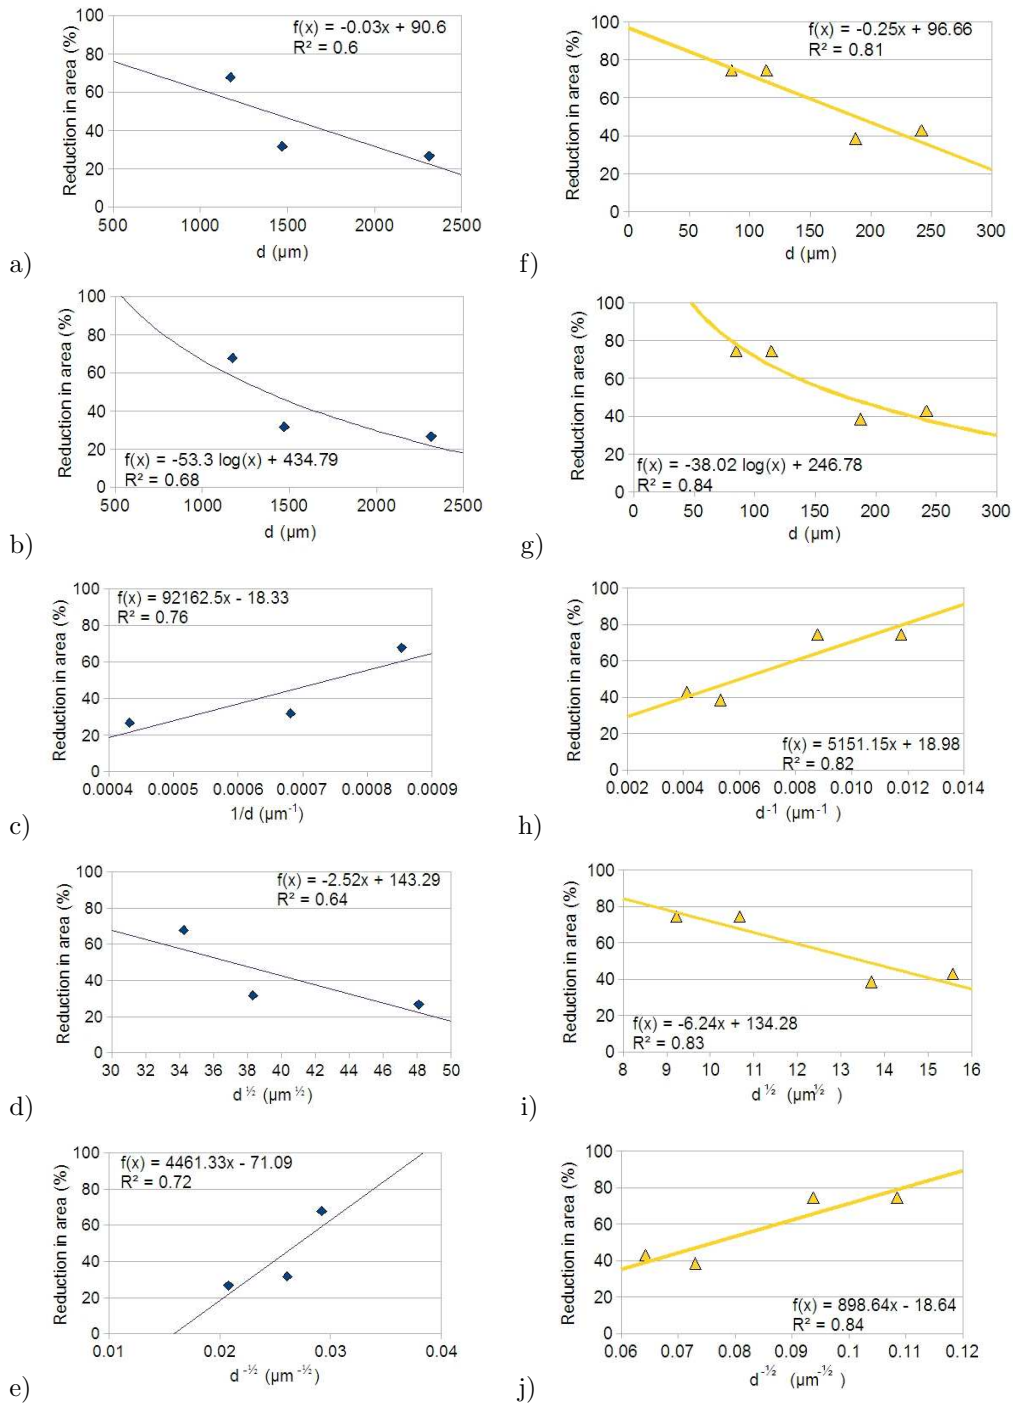 f(x) = -0.03x + 90.6
R² = 0.6
Reduction in area (%)
100
80
60
40
20
0
500 1000 1500 2000 2500
d (µm)
a)
f(x) = -0.25x + 96.66
R² = 0.81
Reduction in area (%)
100
80
60
40
20
0
0 50 100 150 200 250 300
d (µm)
f)
Reduction in area (%)
100
80
60
40
20
0
f(x) = -53.3 log(x) + 434.79
R² = 0.68
500 1000 1500 2000 2500
d (µm)
b)
Reduction in area (%)
100
80
60
40
20
0
f(x) = -38.02 log(x) + 246.78
R² = 0.84
0 50 100 150 200 250 300
d (µm)
g)
f(x) = 92162.5x - 18.33
R² = 0.76
Reduction in area (%)
100
80
60
40
20
0
0.0004 0.0005 0.0006 0.0007 0.0008 0.0009
1/d (µm⁻¹)
c)
Reduction in area (%)
100
80
60
40
20
0
f(x) = 5151.15x + 18.98
R² = 0.82
0.002 0.004 0.006 0.008 0.01 0.012 0.014
d⁻¹ (µm⁻¹ )
h)
f(x) = -2.52x + 143.29
R² = 0.64
Reduction in area (%)
100
80
60
40
20
0
30 32 34 36 38 40 42 44 46 48 50
d ½ (µm ½)
d)
Reduction in area (%)
100
80
60
40
20
0
f(x) = -6.24x + 134.28
R² = 0.83
8 9 10 11 12 13 14 15 16
d ½ (µm½ )
i)
f(x) = 4461.33x - 71.09
R² = 0.72
Reduction in area (%)
100
80
60
40
20
0
0.01 0.02 0.03 0.04
d -½ (µm -½)
e)
Reduction in area (%)
100
80
60
40
20
0
f(x) = 898.64x - 18.64
R² = 0.84
0.06 0.07 0.08 0.09 0.1 0.11 0.12
d -½ (µm-½ )
j)